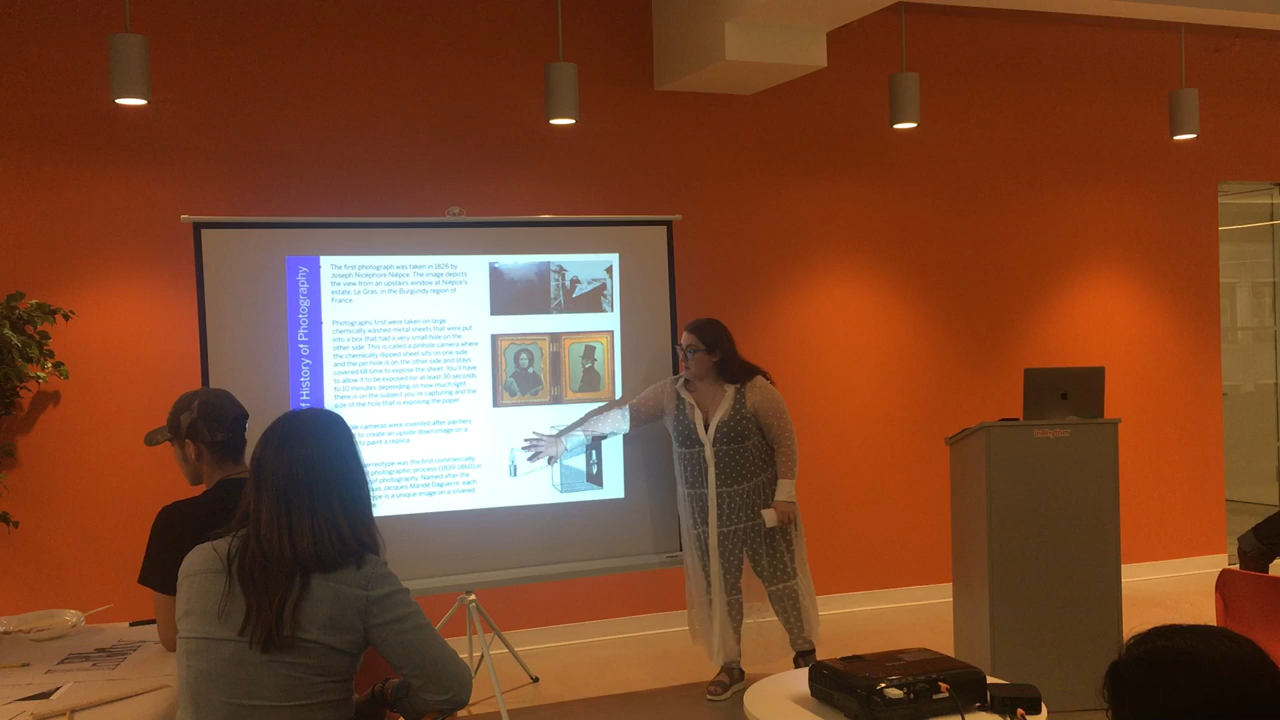 of History of Photography
The first photograph was taken in 1826 by
Joseph Nicéphore Niépce. The image depicts
the view from an upstairs window at Niépce's
estate, Le Gras, in the Burgundy region of
France.
Photographs first were taken on large
chemically washed metal sheets that were put
into a box that had a very small hole on the
other side. This is called a pinhole camera where
the chemically dipped sheet sits on one side
and the pin hole is on the other side and stays
covered till time to expose the sheet. You'll have
to allow it to be exposed for at least 30 seconds
to 10 minutes depending on how much light
there is on the subject you're capturing and the
size of the hole that is exposing the paper.
cameras were invented after painters
to create an upside down image on a
to paint a replica.
was the first commercially
photographic process (1839-1860) in
of photography. Named after the
Louis Jacques Mandé Daguerre, each
is a unique image on a silvered